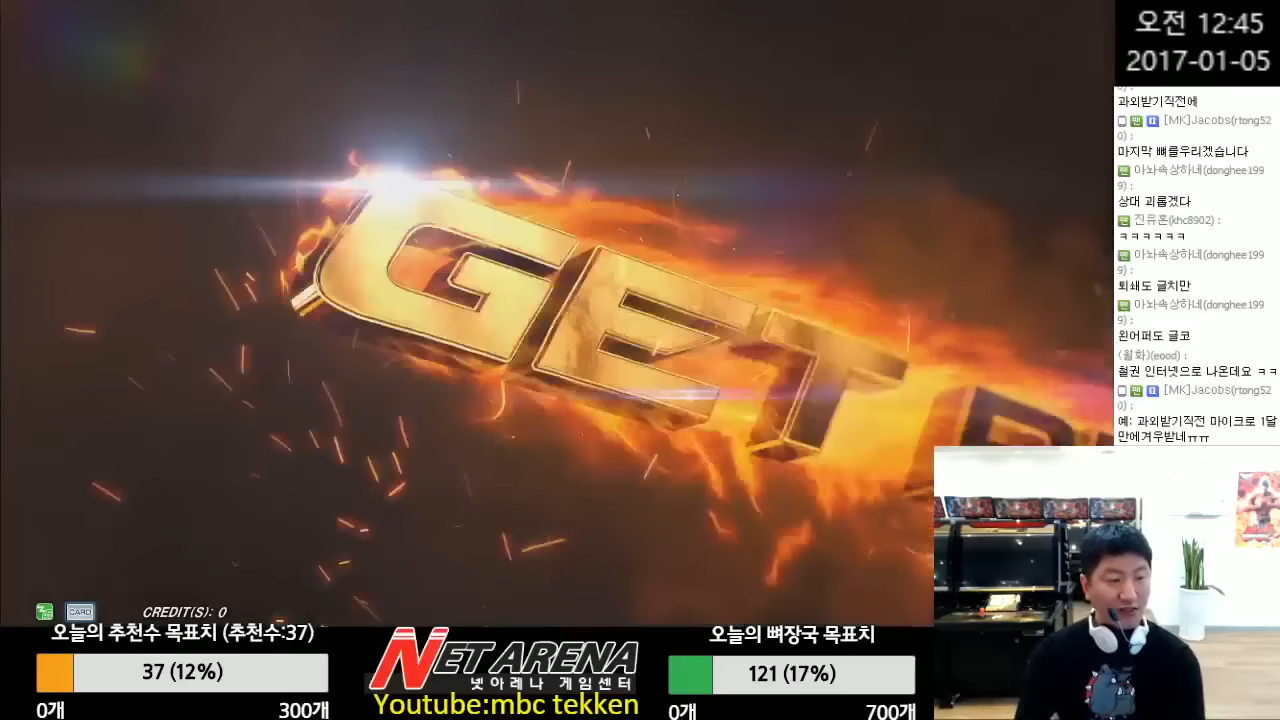 오전 12:45
2017-01-05
과외받기직전에
[MK]Jacobs(rtong52
0) :
마지막 뼈를우리겠습니다
아놔속상하네(donghee199
9) :
상대 괴롭겠다
진유혼(khc8902) :
ㅋㅋㅋㅋㅋㅋ
아놔속상하네(donghee199
9) :
퇴쇄도 글치만
아놔속상하네(donghee199
9) :
왼어퍼도 글코
(월화)(eood) :
철권 인터넷으로 나온데요 ㅋㅋ
[MK]Jacobs(rtong52
0) :
예: 과외받기직전 마이크로 1달
만에겨우받네ㅠㅠ
GET
CARD
CREDIT(S): 0
오늘의 추천수 목표치 (추천수:37)
37 (12%)
0개 300개
NET ARENA
넷아레나 게임센터
Youtube:mbc tekken
오늘의 뼈장국 목표치
121 (17%)
0개 700개